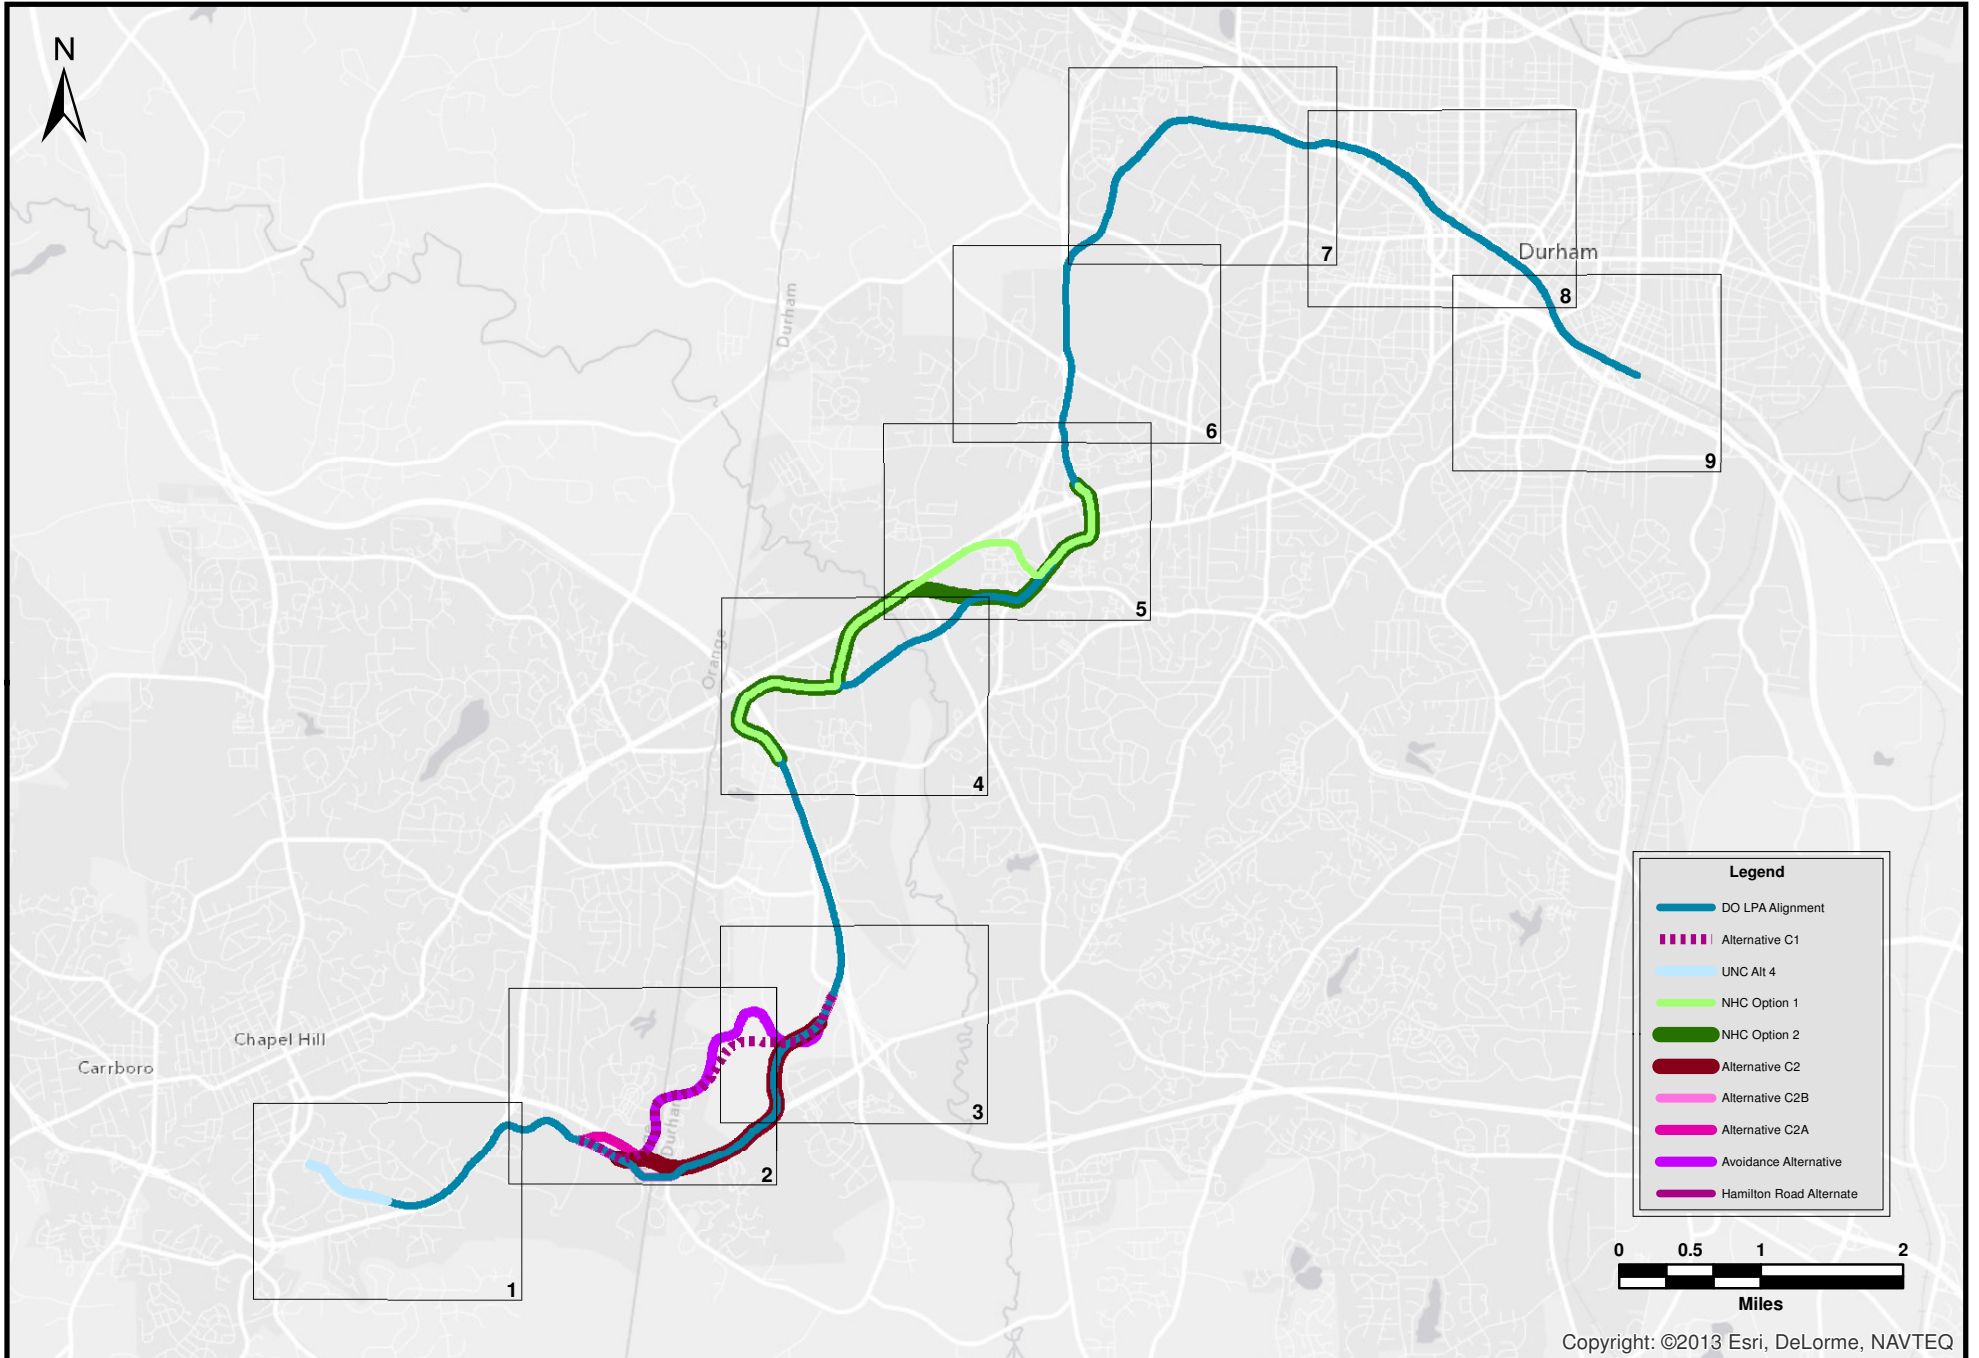 N
7
Durham
8
Durham
6
9
5
Orange
4
Legend
DO LPA Alignment
Alternative C1
UNC Alt 4
NHC Option 1
NHC Option 2
Alternative C2
Alternative C2B
Alternative C2A
Avoidance Alternative
Hamilton Road Alternate
Chapel Hill
Carrboro
3
Durham
2
1
0 0.5 1 2
Miles
Copyright: ©2013 Esri, DeLorme, NAVTEQ